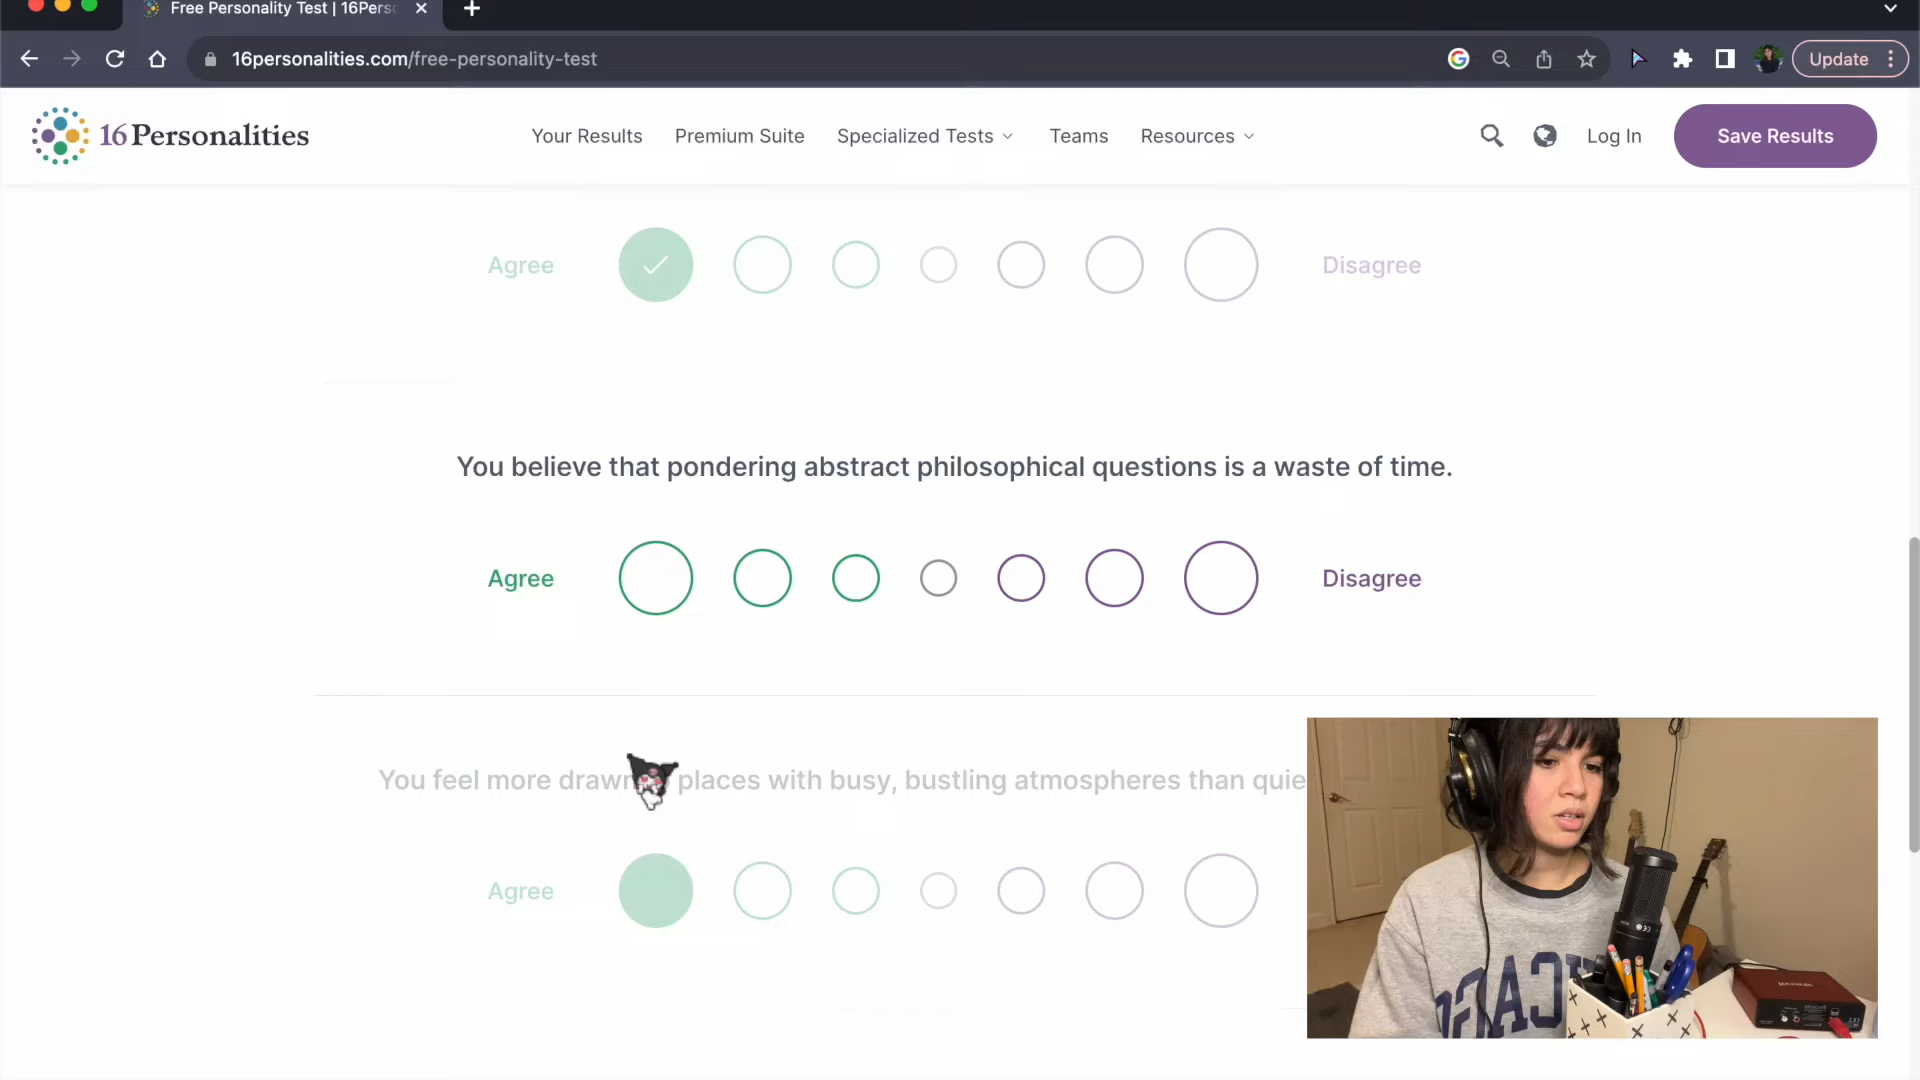 Free Personality Test | 16Perso
16personalities.com/free-personality-test
Update
16Personalities
Your Results
Premium Suite
Specialized Tests
Teams
Resources
Log In
Save Results
Agree
Disagree
You believe that pondering abstract philosophical questions is a waste of time.
Agree
Disagree
You feel more drawn places with busy, bustling atmospheres than quie
Agree